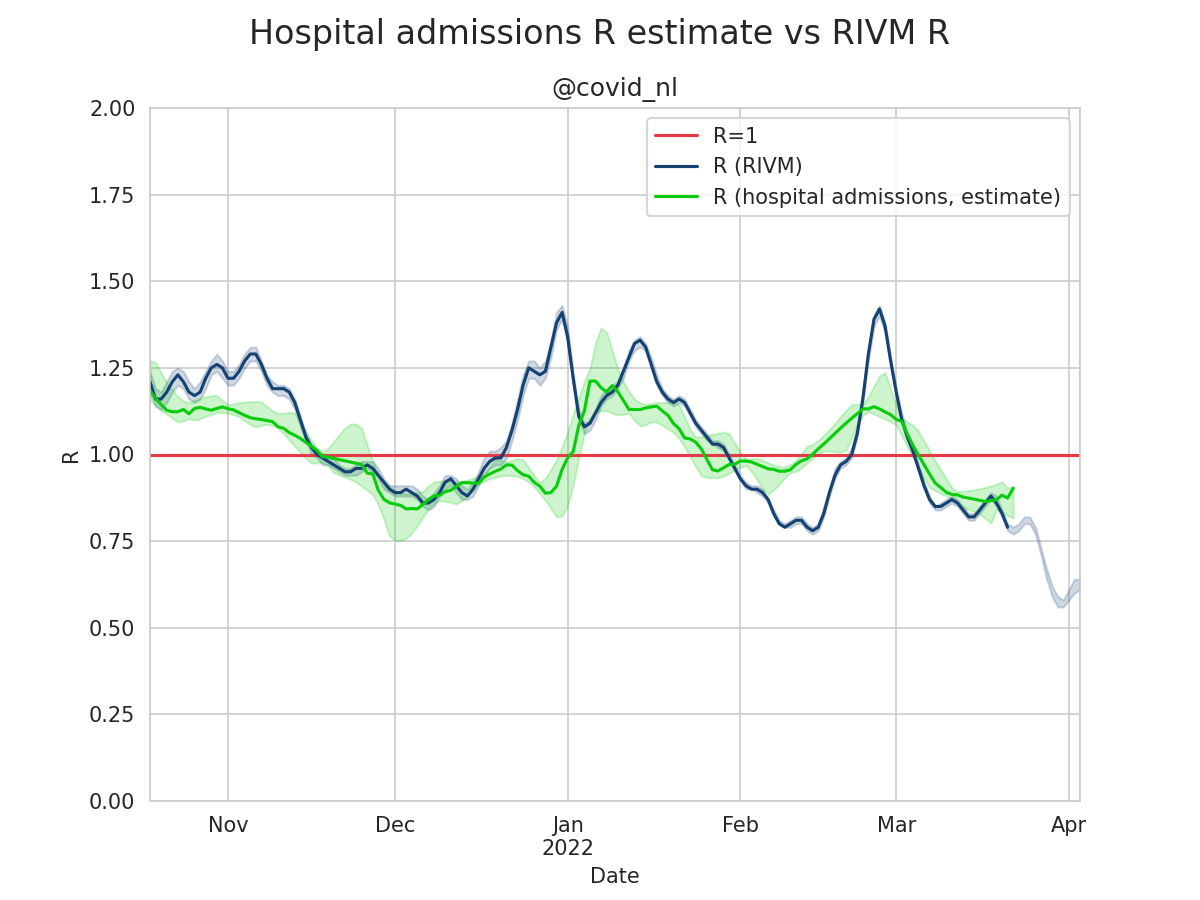 Hospital admissions R estimate vs RIVM R
@covid_nl
R=1
R (RIVM)
R (hospital admissions, estimate)
2.00
1.75
1.50
1.25
1.00
0.75
0.50
0.25
0.00
R
Nov Dec Jan Feb Mar Apr
2022
Date